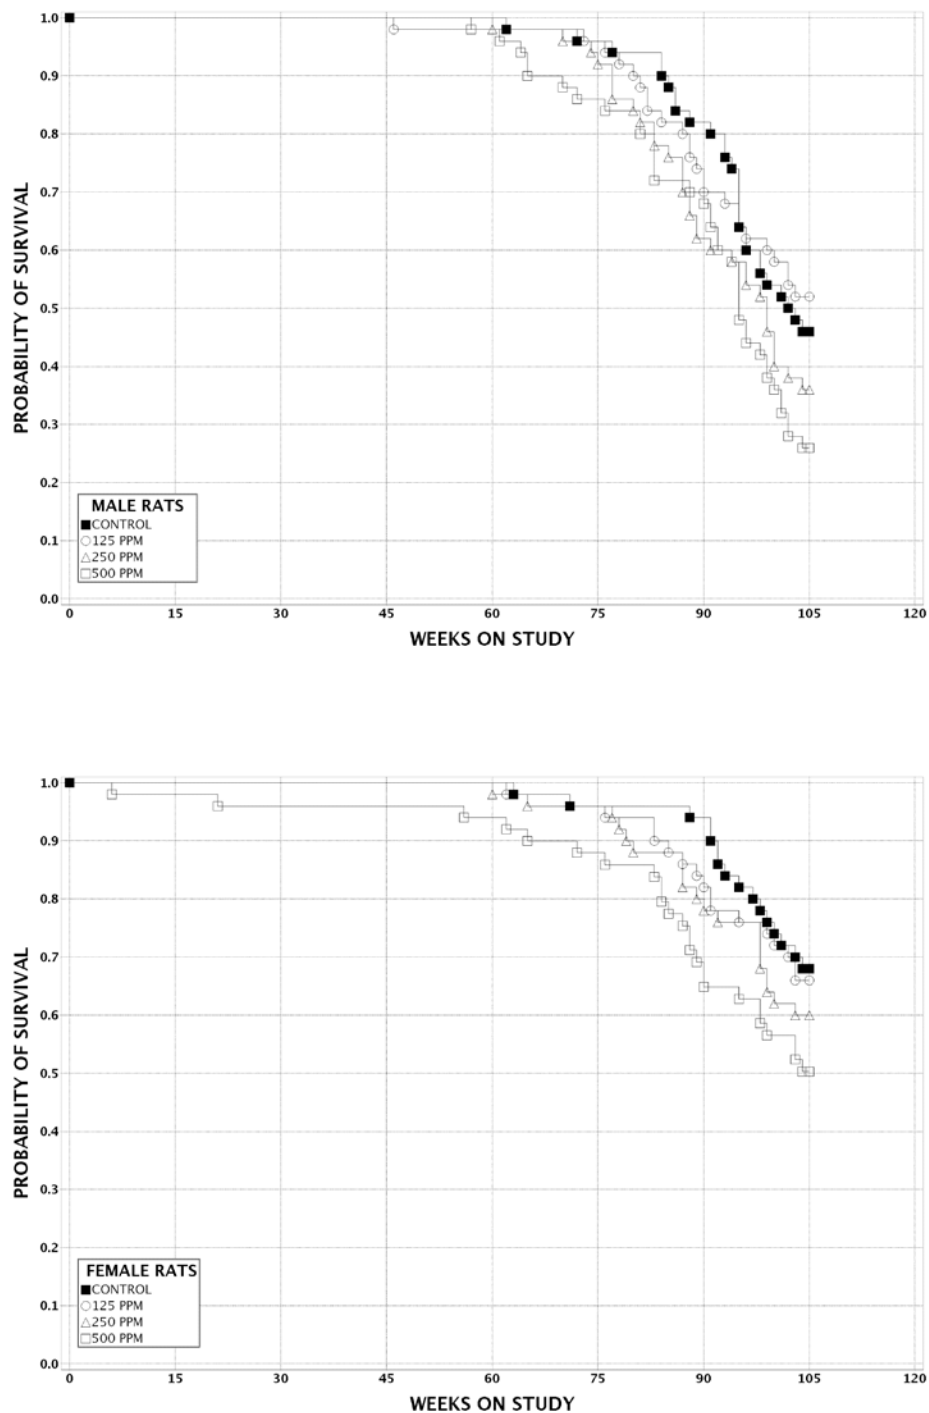 1.0
0.9
0.8
0.7
0.6
0.5
0.4
0.3
0.2
0.1
0.0
PROBABILITY OF SURVIVAL
MALE RATS
CONTROL
125 PPM
250 PPM
500 PPM
0 15 30 45 60 75 90 105 120
WEEKS ON STUDY
1.0
0.9
0.8
0.7
0.6
0.5
0.4
0.3
0.2
0.1
0.0
PROBABILITY OF SURVIVAL
FEMALE RATS
CONTROL
125 PPM
250 PPM
500 PPM
0 15 30 45 60 75 90 105 120
WEEKS ON STUDY